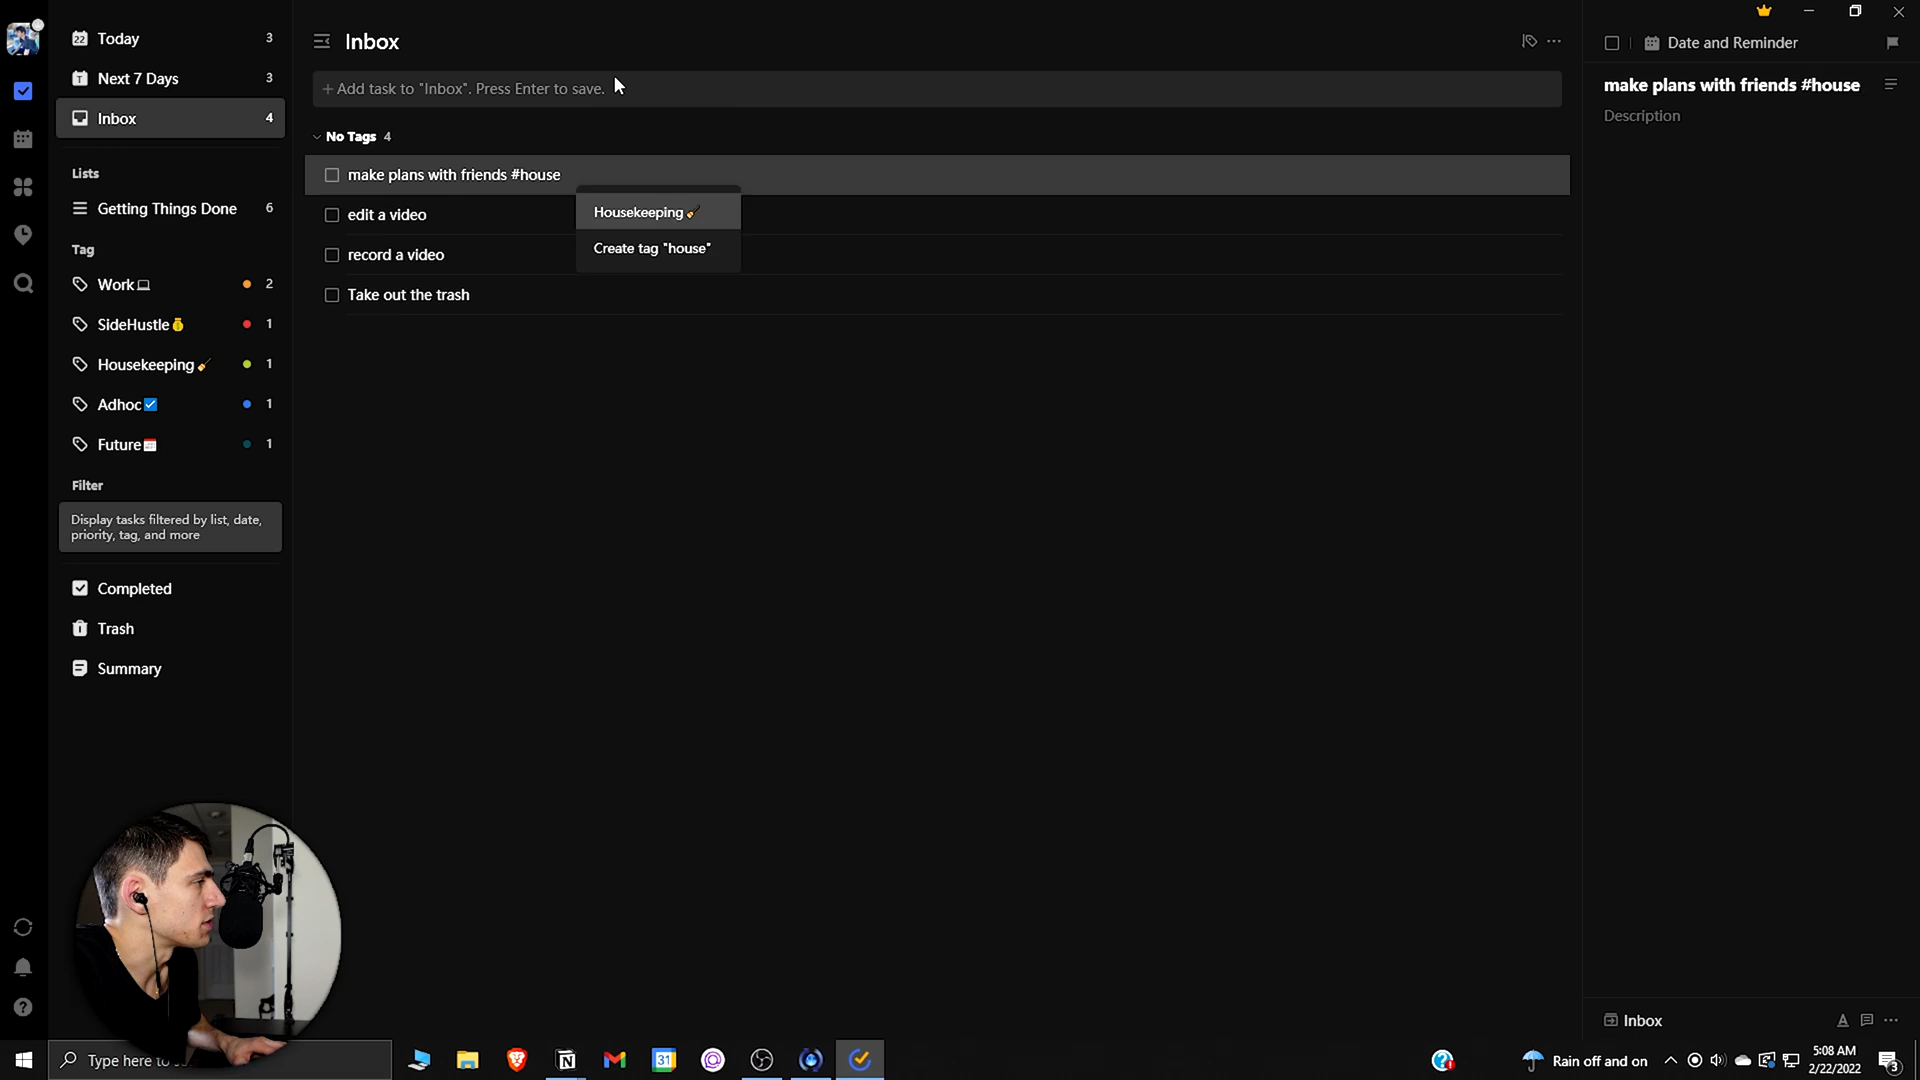 Today 3
Next 7 Days 3
Inbox 4
Lists
Getting Things Done 6
Tag
Work 2
SideHustle 1
Housekeeping 1
Adhoc 1
Future 1
Filter
Display tasks filtered by list, date,
priority, tag, and more
Completed
Trash
Summary
Inbox
+ Add task to "Inbox". Press Enter to save.
No Tags 4
make plans with friends #house
edit a video
record a video
Take out the trash
Housekeeping
Create tag "house"
Date and Reminder
make plans with friends #house
Description
Inbox
Type here to
Rain off and on
5:08 AM
2/22/2022
3